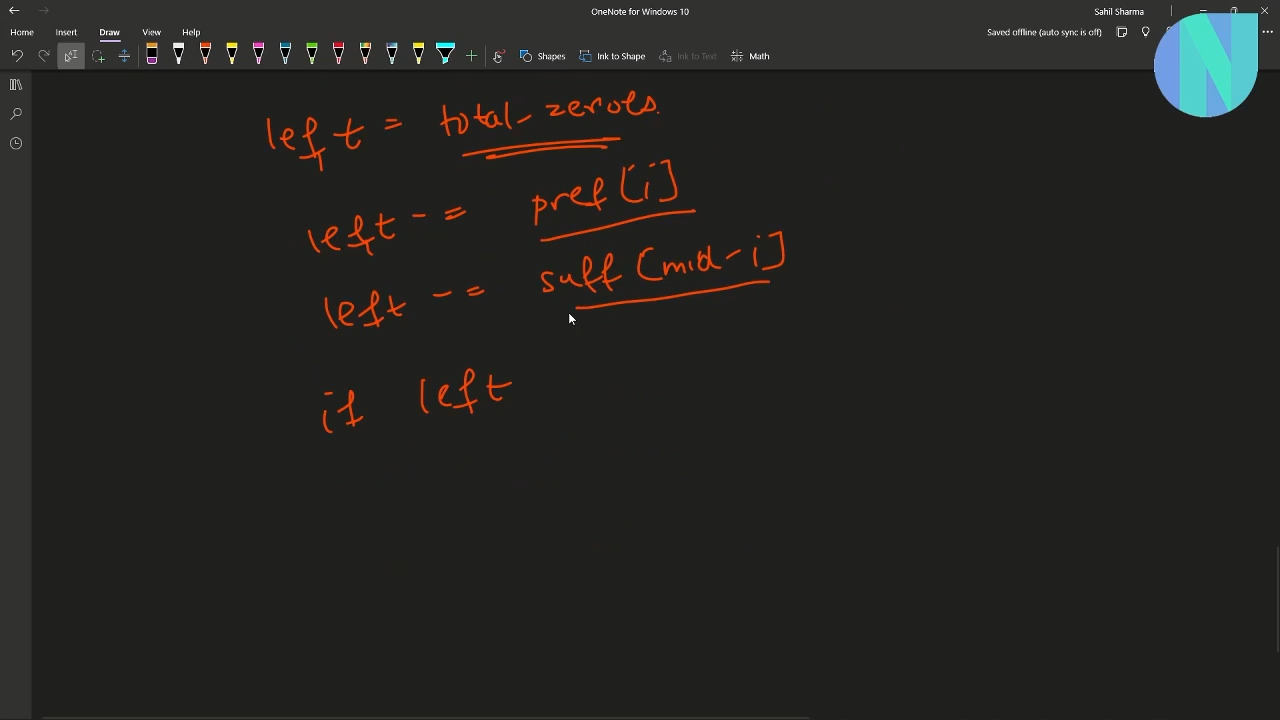 OneNote for Windows 10
Sahil Sharma
Home Insert Draw View Help
Saved offline (auto sync is off)
Shapes Ink to Shape Ink to Text Math
left = total-zeroes.
left -= pref[i]
left -= suff[mid-i]
if left